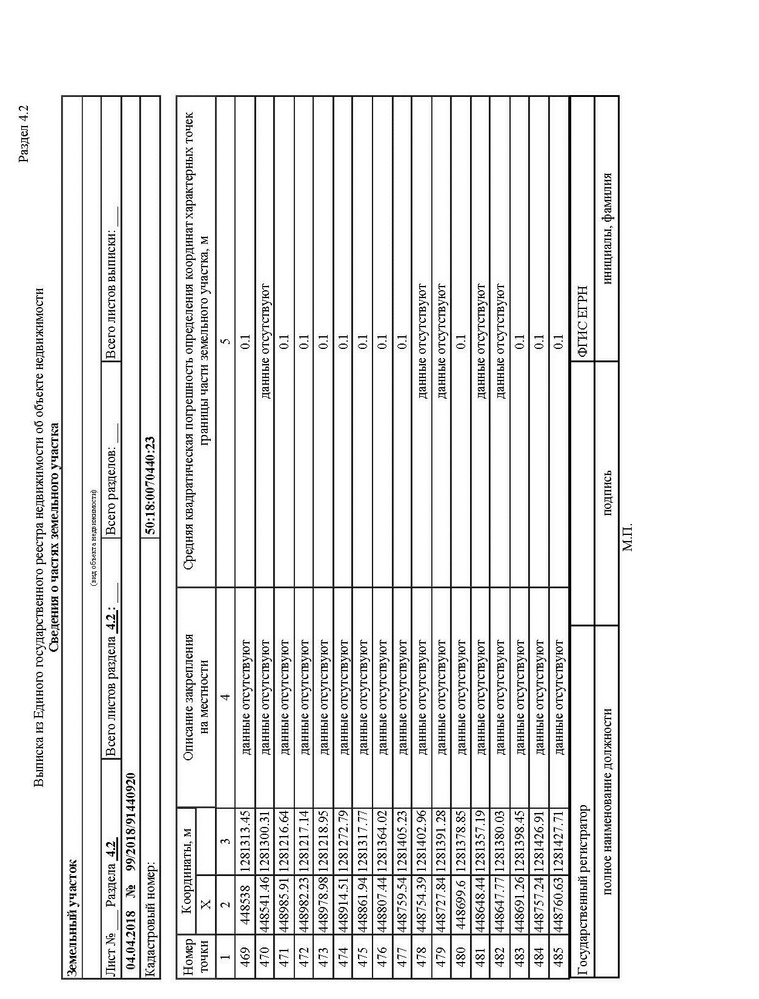 Раздел 4.2
Выписка из Единого государственного реестра недвижимости об объекте недвижимости
Сведения о частях земельного участка
Земельный участок
(вид объекта недвижимости)
Лист № ___ Раздела 4.2 Всего листов раздела 4.2 : ___ Всего разделов: ___ Всего листов выписки: ___
04.04.2018 № 99/2018/91440920
Кадастровый номер: 50:18:0070440:23
Номер точки Координаты, м Описание закрепления на местности Средняя квадратическая погрешность определения координат характерных точек границы части земельного участка, м
X
1 2 3 4 5
469 448538 1281313.45 данные отсутствуют 0.1
470 448541.46 1281300.31 данные отсутствуют данные отсутствуют
471 448985.91 1281216.64 данные отсутствуют 0.1
472 448982.23 1281217.14 данные отсутствуют 0.1
473 448978.98 1281218.95 данные отсутствуют 0.1
474 448914.51 1281272.79 данные отсутствуют 0.1
475 448861.94 1281317.77 данные отсутствуют 0.1
476 448807.44 1281364.02 данные отсутствуют 0.1
477 448759.54 1281405.23 данные отсутствуют 0.1
478 448754.39 1281402.96 данные отсутствуют данные отсутствуют
479 448727.84 1281391.28 данные отсутствуют данные отсутствуют
480 448699.6 1281378.85 данные отсутствуют 0.1
481 448648.44 1281357.19 данные отсутствуют данные отсутствуют
482 448647.77 1281380.03 данные отсутствуют данные отсутствуют
483 448691.26 1281398.45 данные отсутствуют 0.1
484 448757.24 1281426.91 данные отсутствуют 0.1
485 448760.63 1281427.71 данные отсутствуют 0.1
Государственный регистратор ФГИС ЕГРН
полное наименование должности подпись инициалы, фамилия
М.П.